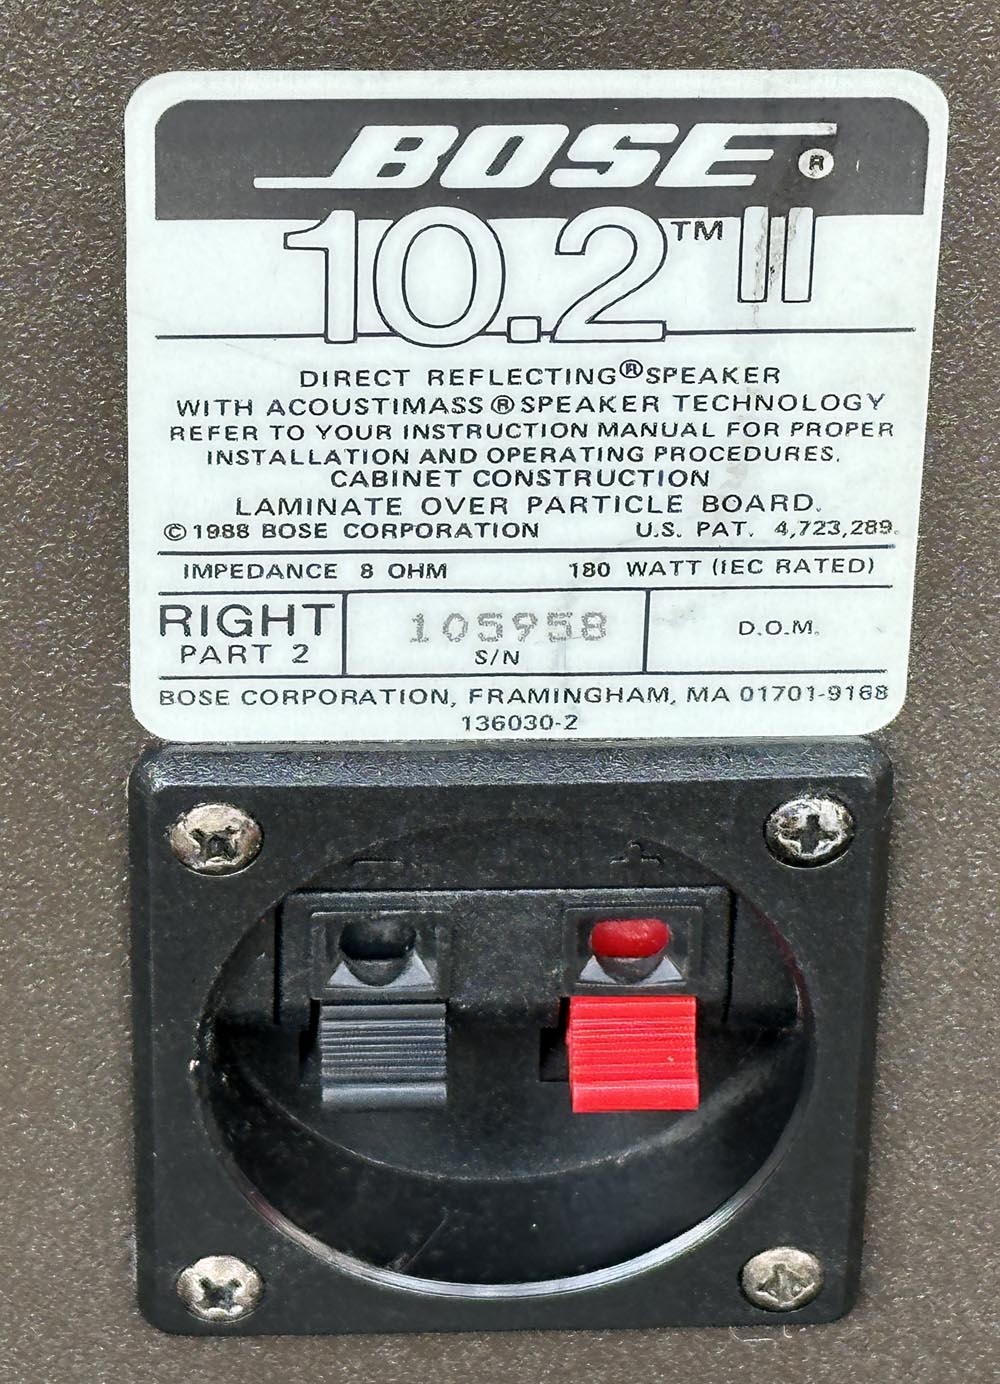 BOSE®
10.2™ II
DIRECT REFLECTING® SPEAKER
WITH ACOUSTIMASS® SPEAKER TECHNOLOGY
REFER TO YOUR INSTRUCTION MANUAL FOR PROPER
INSTALLATION AND OPERATING PROCEDURES.
CABINET CONSTRUCTION
LAMINATE OVER PARTICLE BOARD.
©1988 BOSE CORPORATION U.S. PAT. 4,723,289.
IMPEDANCE 8 OHM 180 WATT (IEC RATED)
RIGHT
PART 2
105958
S/N
D.O.M.
BOSE CORPORATION, FRAMINGHAM, MA 01701-9168
136030-2
- +